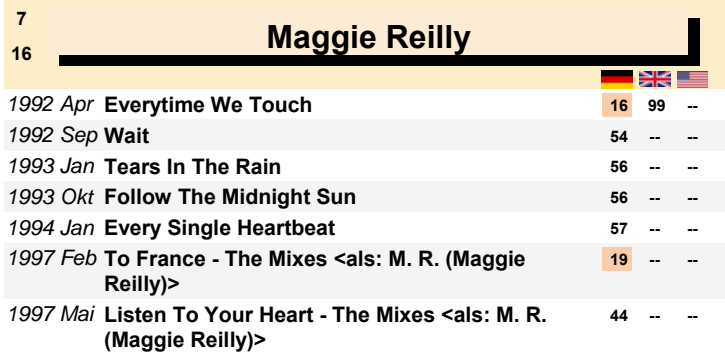 7
16
Maggie Reilly
1992 Apr Everytime We Touch 16 99 --
1992 Sep Wait 54 -- --
1993 Jan Tears In The Rain 56 -- --
1993 Okt Follow The Midnight Sun 56 -- --
1994 Jan Every Single Heartbeat 57 -- --
1997 Feb To France - The Mixes <als: M. R. (Maggie 19 -- --
Reilly)>
1997 Mai Listen To Your Heart - The Mixes <als: M. R. 44 -- --
(Maggie Reilly)>